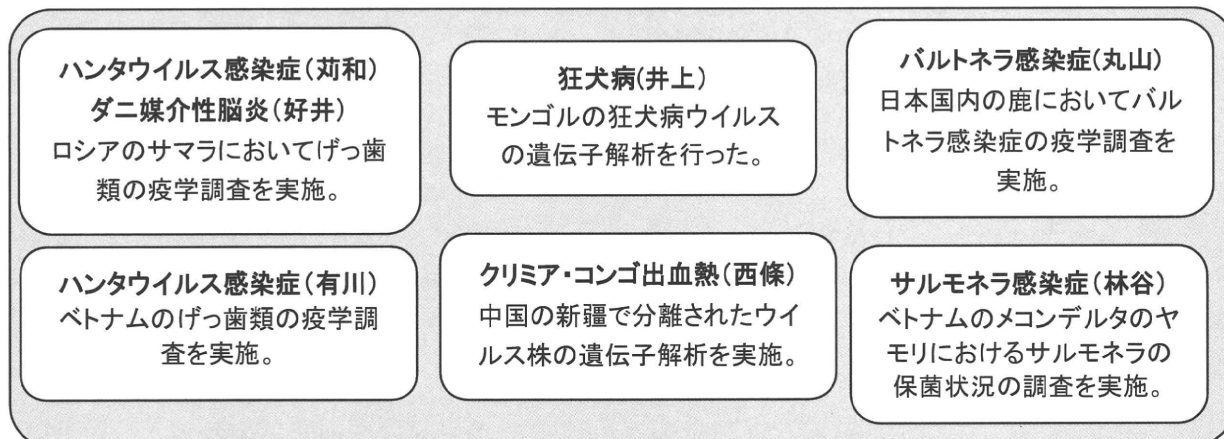 ハンタウイルス感染症(苅和)
ダニ媒介性脳炎(好井)
ロシアのサマラにおいてげっ歯
類の疫学調査を実施。
狂犬病(井上)
モンゴルの狂犬病ウイルス
の遺伝子解析を行った。
バルトネラ感染症(丸山)
日本国内の鹿においてバル
トネラ感染症の疫学調査を
実施。
ハンタウイルス感染症(有川)
ベトナムのげっ歯類の疫学調
査を実施。
クリミア・コンゴ出血熱(西條)
中国の新疆で分離されたウイ
ルス株の遺伝子解析を実施。
サルモネラ感染症(林谷)
ベトナムのメコンデルタのヤ
モリにおけるサルモネラの
保菌状況の調査を実施。